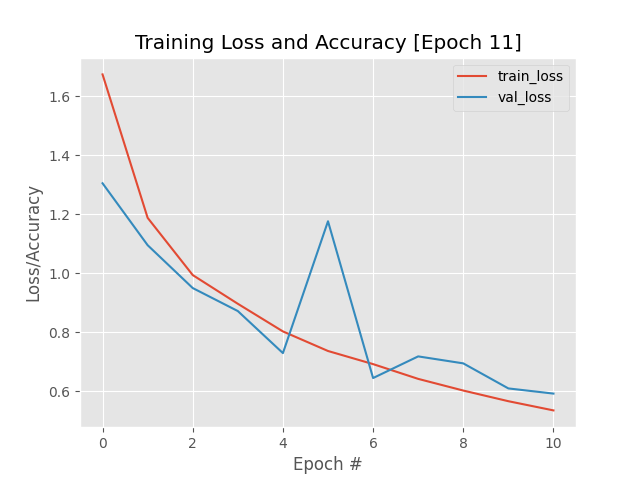 Training Loss and Accuracy [Epoch 11]
train_loss
val_loss
1.6
1.4
1.2
1.0
0.8
0.6
Loss/Accuracy
0 2 4 6 8 10
Epoch #